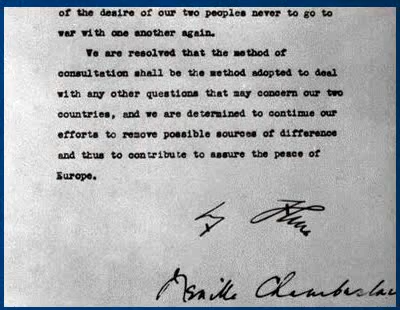 of the desire of our two peoples never to go to
war with one another again.
We are resolved that the method of
consultation shall be the method adopted to deal
with any other questions that may concern our two
countries, and we are determined to continue our
efforts to remove possible sources of difference
and thus to contribute to assure the peace of
Europe.
Neville Chamberlain